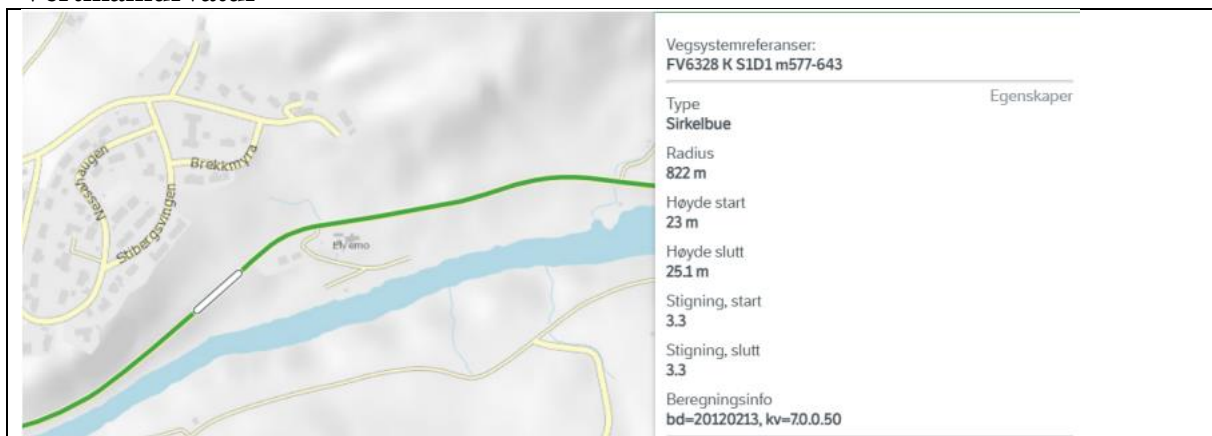 Vegsystemreferanser:
FV6328 K S1D1 m577-643
Egenskaper
Type
Sirkelbue
Radius
822 m
Høyde start
23 m
Høyde slutt
25.1 m
Stigning, start
3.3
Stigning, slutt
3.3
Beregningsinfo
bd=20120213, kv=7.0.0.50
Brekkmyra
Stibergsvingen